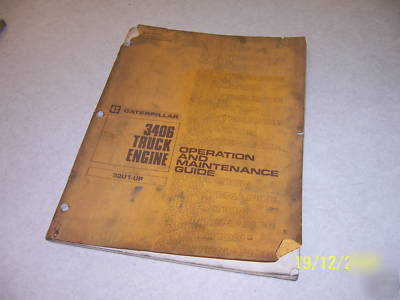 CATERPILLAR
3406
TRUCK
ENGINE
92U1-UP
OPERATION
AND
MAINTENANCE
GUIDE
19/12/2